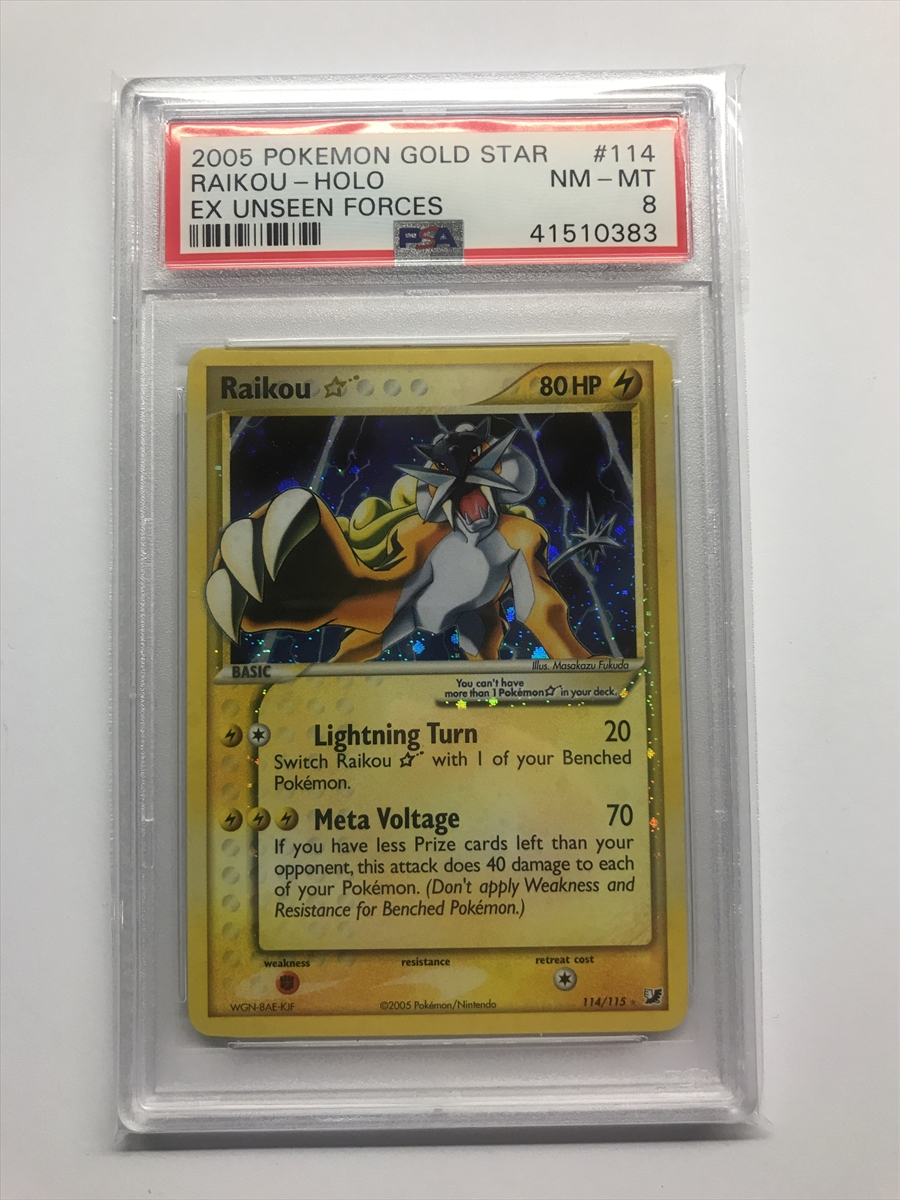 2005 POKEMON GOLD STAR #114
RAIKOU - HOLO NM - MT
EX UNSEEN FORCES 8
PSA 41510383
Raikou 80 HP
BASIC
Illus. Masakazu Fukuda
You can't have
more than 1 Pokémon☆ in your deck.
Lightning Turn 20
Switch Raikou ☆ with 1 of your Benched
Pokémon.
Meta Voltage 70
If you have less Prize cards left than your
opponent, this attack does 40 damage to each
of your Pokémon. (Don't apply Weakness and
Resistance for Benched Pokémon.)
weakness resistance retreat cost
WGN-8AE-KJF ©2005 Pokémon/Nintendo 114/115 ★